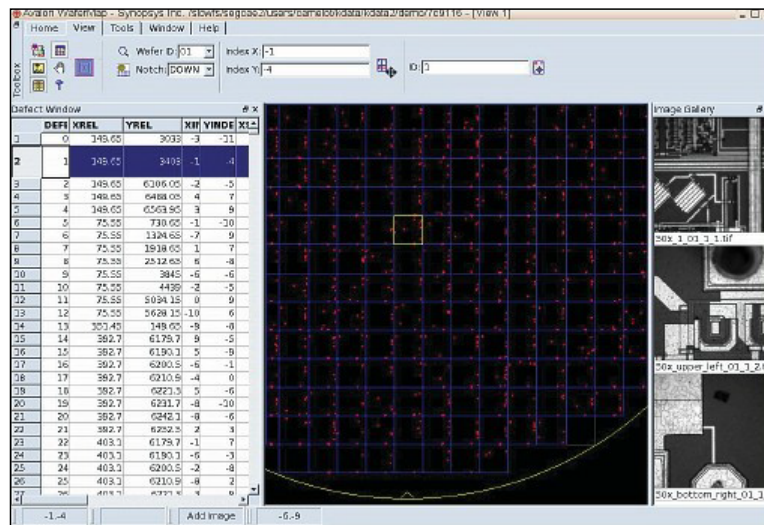 Avalon WaferMap - Synopsys Inc. /slowfs/segcae2/users/camelot/kdata/kdata2/demo/7c9116 - [View 1]
Home View Tools Window Help
Toolbox
Wafer ID: 01 Index X: -1
Notch: DOWN Index Y: -4 ID:
Defect Window
Image Gallery
DEFI XREL YREL YINDE
1 0 149.65 3033 -3 -11
2 1 149.65 3403 -1 -4
3 2 149.65 6106.05 -2 -5
4 3 149.65 6488.05 4 7
5 4 149.65 6563.95 3 9
6 5 75.55 730.65 -1 -10
7 6 75.55 1324.65 -7 9
8 7 75.55 1918.65 1 7
9 8 75.55 2512.65 6 -8
10 9 75.55 3845 -6 -6
11 10 75.55 4439 -2 -5
12 11 75.55 5034.15 0 9
13 12 75.55 5628.15 -10 6
14 13 351.45 149.65 -9 -8
15 14 392.7 6179.7 9 -5
16 15 392.7 6190.1 5 -9
17 16 392.7 6200.5 -6 -1
18 17 392.7 6210.9 -4 0
19 18 392.7 6221.3 5 -6
20 19 392.7 6231.7 -8 -10
21 20 392.7 6242.1 -8 -6
22 21 392.7 6252.5 2 3
23 22 403.1 6179.7 -1 7
24 23 403.1 6190.1 -6 -3
25 24 403.1 6200.5 -2 -8
26 25 403.1 6210.9 -8 2
50x_1_01_1_1.tif
50x_upper_left_01_1_2.t
50x_bottom_right_01_1
-1,-4 Add Image -6,-9